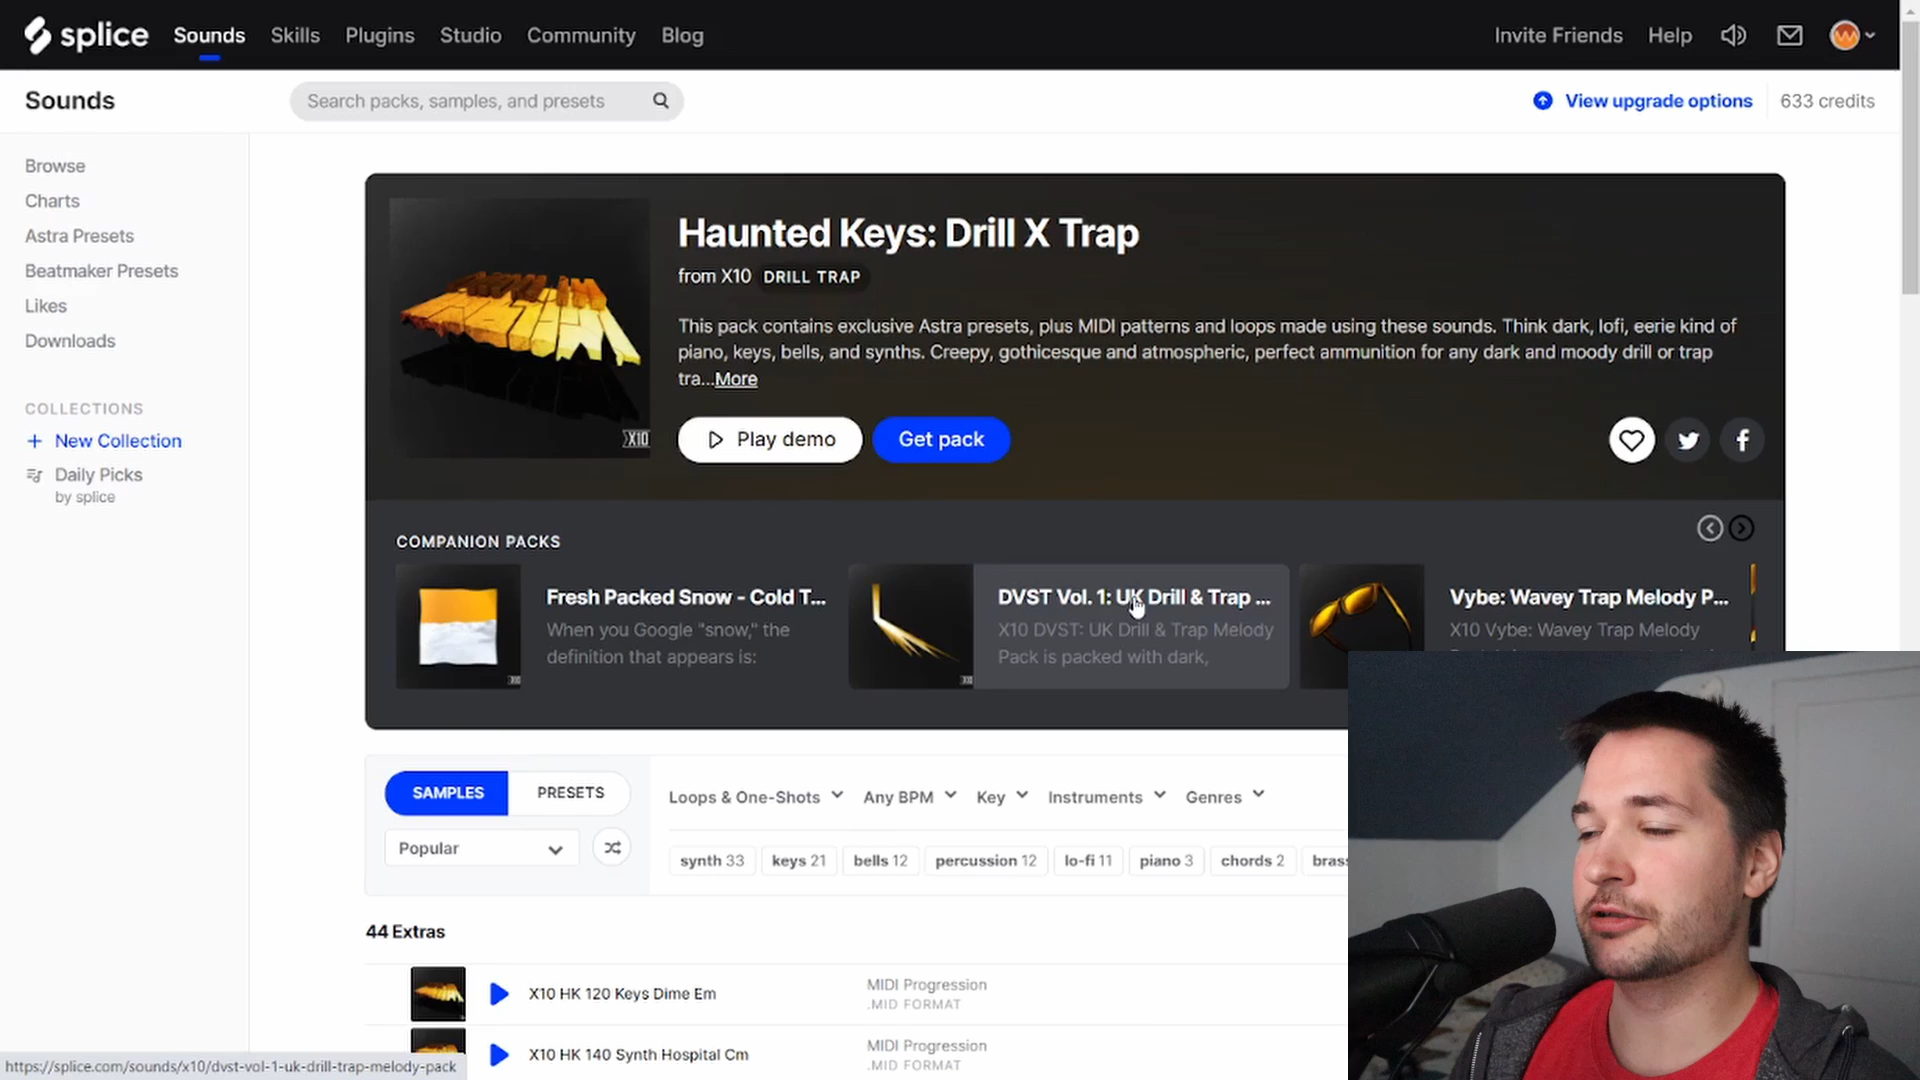 splice Sounds Skills Plugins Studio Community Blog Invite Friends Help
Sounds Search packs, samples, and presets View upgrade options 633 credits
Browse
Charts
Astra Presets
Beatmaker Presets
Likes
Downloads
COLLECTIONS
+ New Collection
Daily Picks
by splice
X10
Haunted Keys: Drill X Trap
from X10 DRILL TRAP
This pack contains exclusive Astra presets, plus MIDI patterns and loops made using these sounds. Think dark, lofi, eerie kind of
piano, keys, bells, and synths. Creepy, gothicesque and atmospheric, perfect ammunition for any dark and moody drill or trap
tra...More
Play demo Get pack
COMPANION PACKS
Fresh Packed Snow - Cold T...
When you Google "snow," the
definition that appears is:
DVST Vol. 1: UK Drill & Trap ...
X10 DVST: UK Drill & Trap Melody
Pack is packed with dark,
Vybe: Wavey Trap Melody P...
X10 Vybe: Wavey Trap Melody
SAMPLES PRESETS
Popular
Loops & One-Shots Any BPM Key Instruments Genres
synth 33 keys 21 bells 12 percussion 12 lo-fi 11 piano 3 chords 2 brass
44 Extras
X10 HK 120 Keys Dime Em
MIDI Progression
.MID FORMAT
X10 HK 140 Synth Hospital Cm
MIDI Progression
.MID FORMAT
https://splice.com/sounds/x10/dvst-vol-1-uk-drill-trap-melody-pack